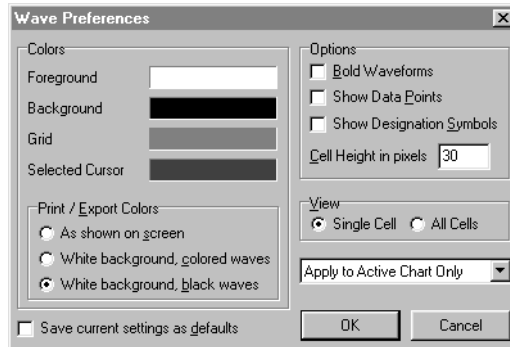 Wave Preferences
Colors
Foreground
Background
Grid
Selected Cursor
Print / Export Colors
As shown on screen
White background, colored waves
White background, black waves
Save current settings as defaults
Options
Bold Waveforms
Show Data Points
Show Designation Symbols
Cell Height in pixels 30
View
Single Cell All Cells
Apply to Active Chart Only
OK Cancel